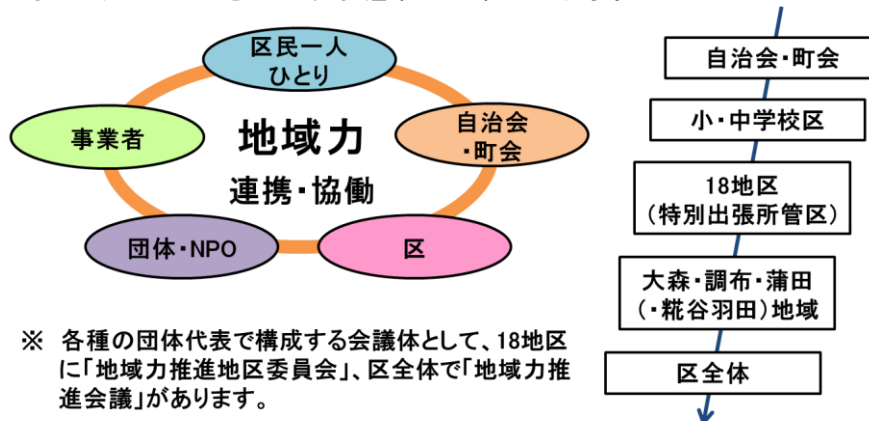 区民一人
ひとり
事業者
地域力
連携・協働
自治会
・町会
団体・NPO
区
※ 各種の団体代表で構成する会議体として、18地区
に「地域力推進地区委員会」、区全体で「地域力推
進会議」があります。
自治会・町会
小・中学校区
18地区
(特別出張所管区)
大森・調布・蒲田
(・糀谷羽田)地域
区全体